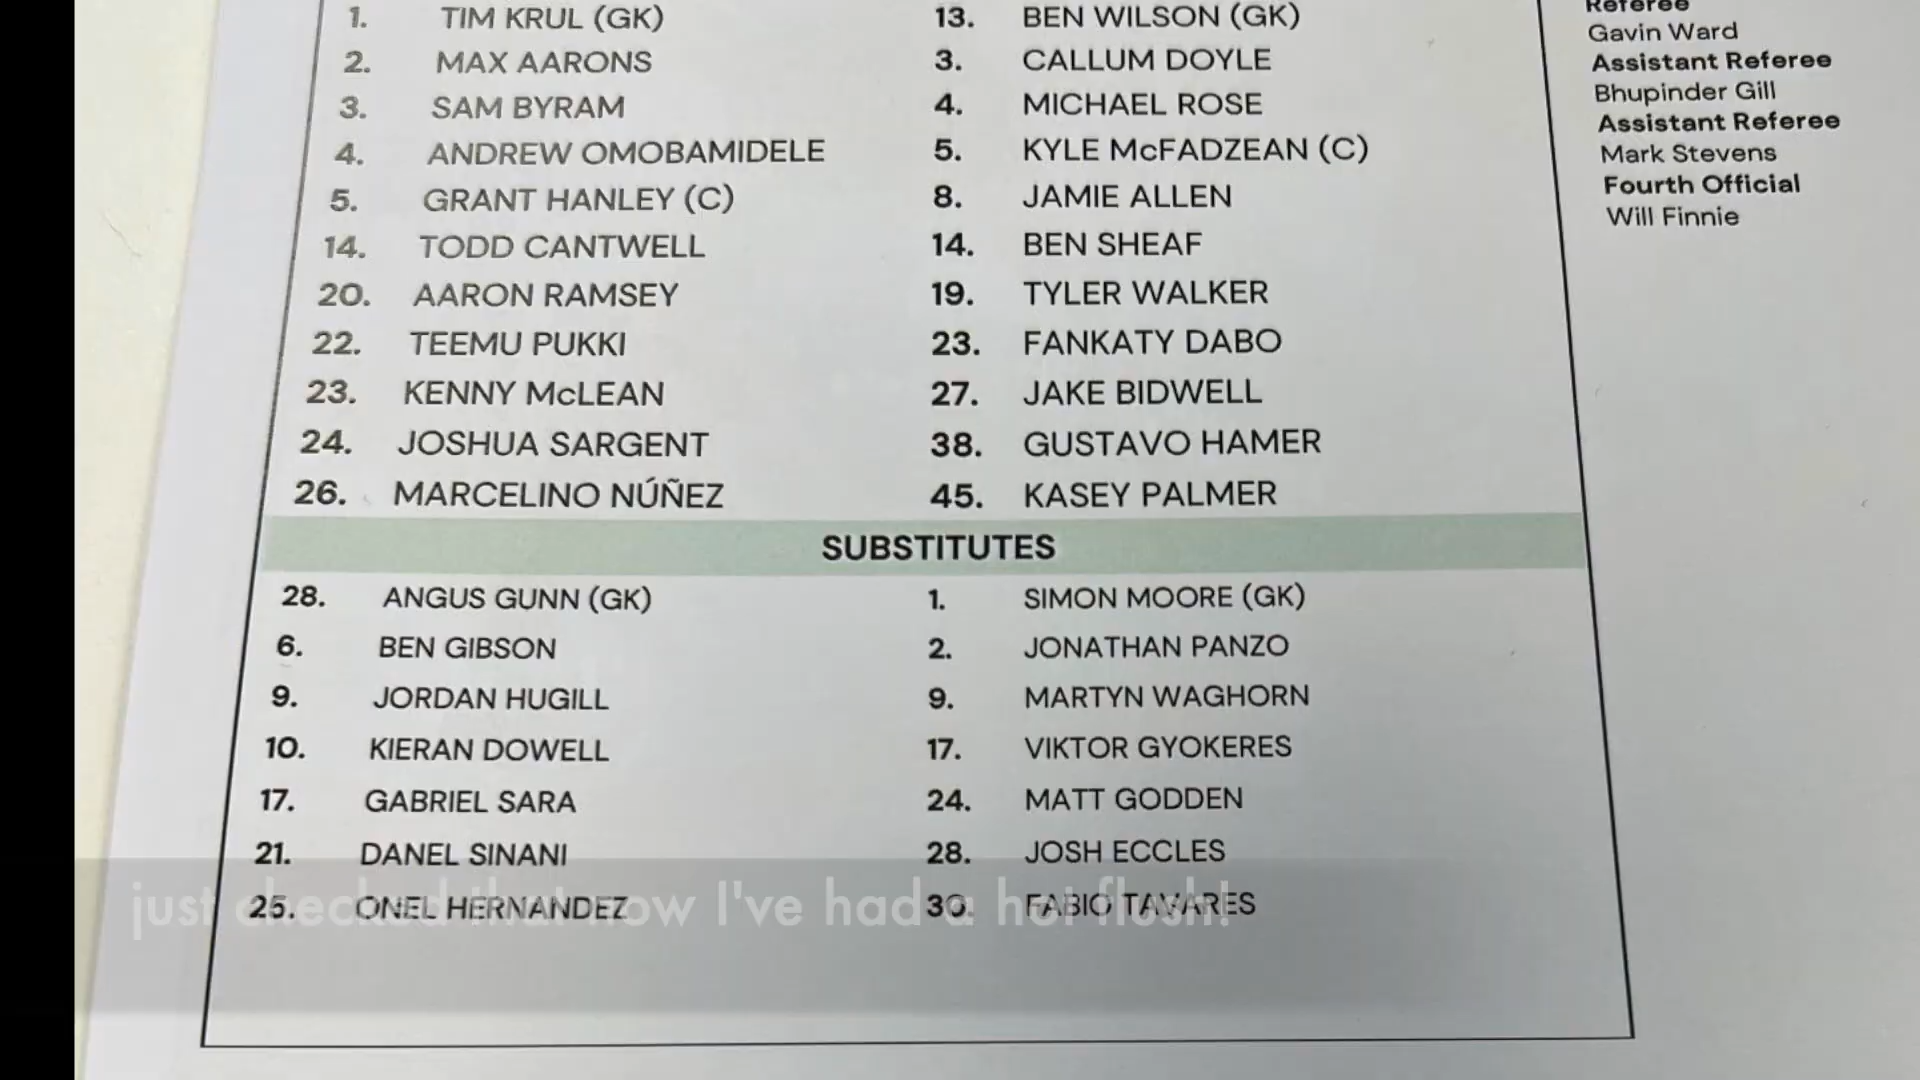 1. TIM KRUL (GK) 13. BEN WILSON (GK)
2. MAX AARONS 3. CALLUM DOYLE
3. SAM BYRAM 4. MICHAEL ROSE
4. ANDREW OMOBAMIDELE 5. KYLE McFADZEAN (C)
5. GRANT HANLEY (C) 8. JAMIE ALLEN
14. TODD CANTWELL 14. BEN SHEAF
20. AARON RAMSEY 19. TYLER WALKER
22. TEEMU PUKKI 23. FANKATY DABO
23. KENNY McLEAN 27. JAKE BIDWELL
24. JOSHUA SARGENT 38. GUSTAVO HAMER
26. MARCELINO NÚÑEZ 45. KASEY PALMER
SUBSTITUTES
28. ANGUS GUNN (GK) 1. SIMON MOORE (GK)
6. BEN GIBSON 2. JONATHAN PANZO
9. JORDAN HUGILL 9. MARTYN WAGHORN
10. KIERAN DOWELL 17. VIKTOR GYOKERES
17. GABRIEL SARA 24. MATT GODDEN
21. DANEL SINANI 28. JOSH ECCLES
25. ONEL HERNANDEZ 30. FABIO TAVARES
just checked that now I've had a hot flush!
Referee
Gavin Ward
Assistant Referee
Bhupinder Gill
Assistant Referee
Mark Stevens
Fourth Official
Will Finnie